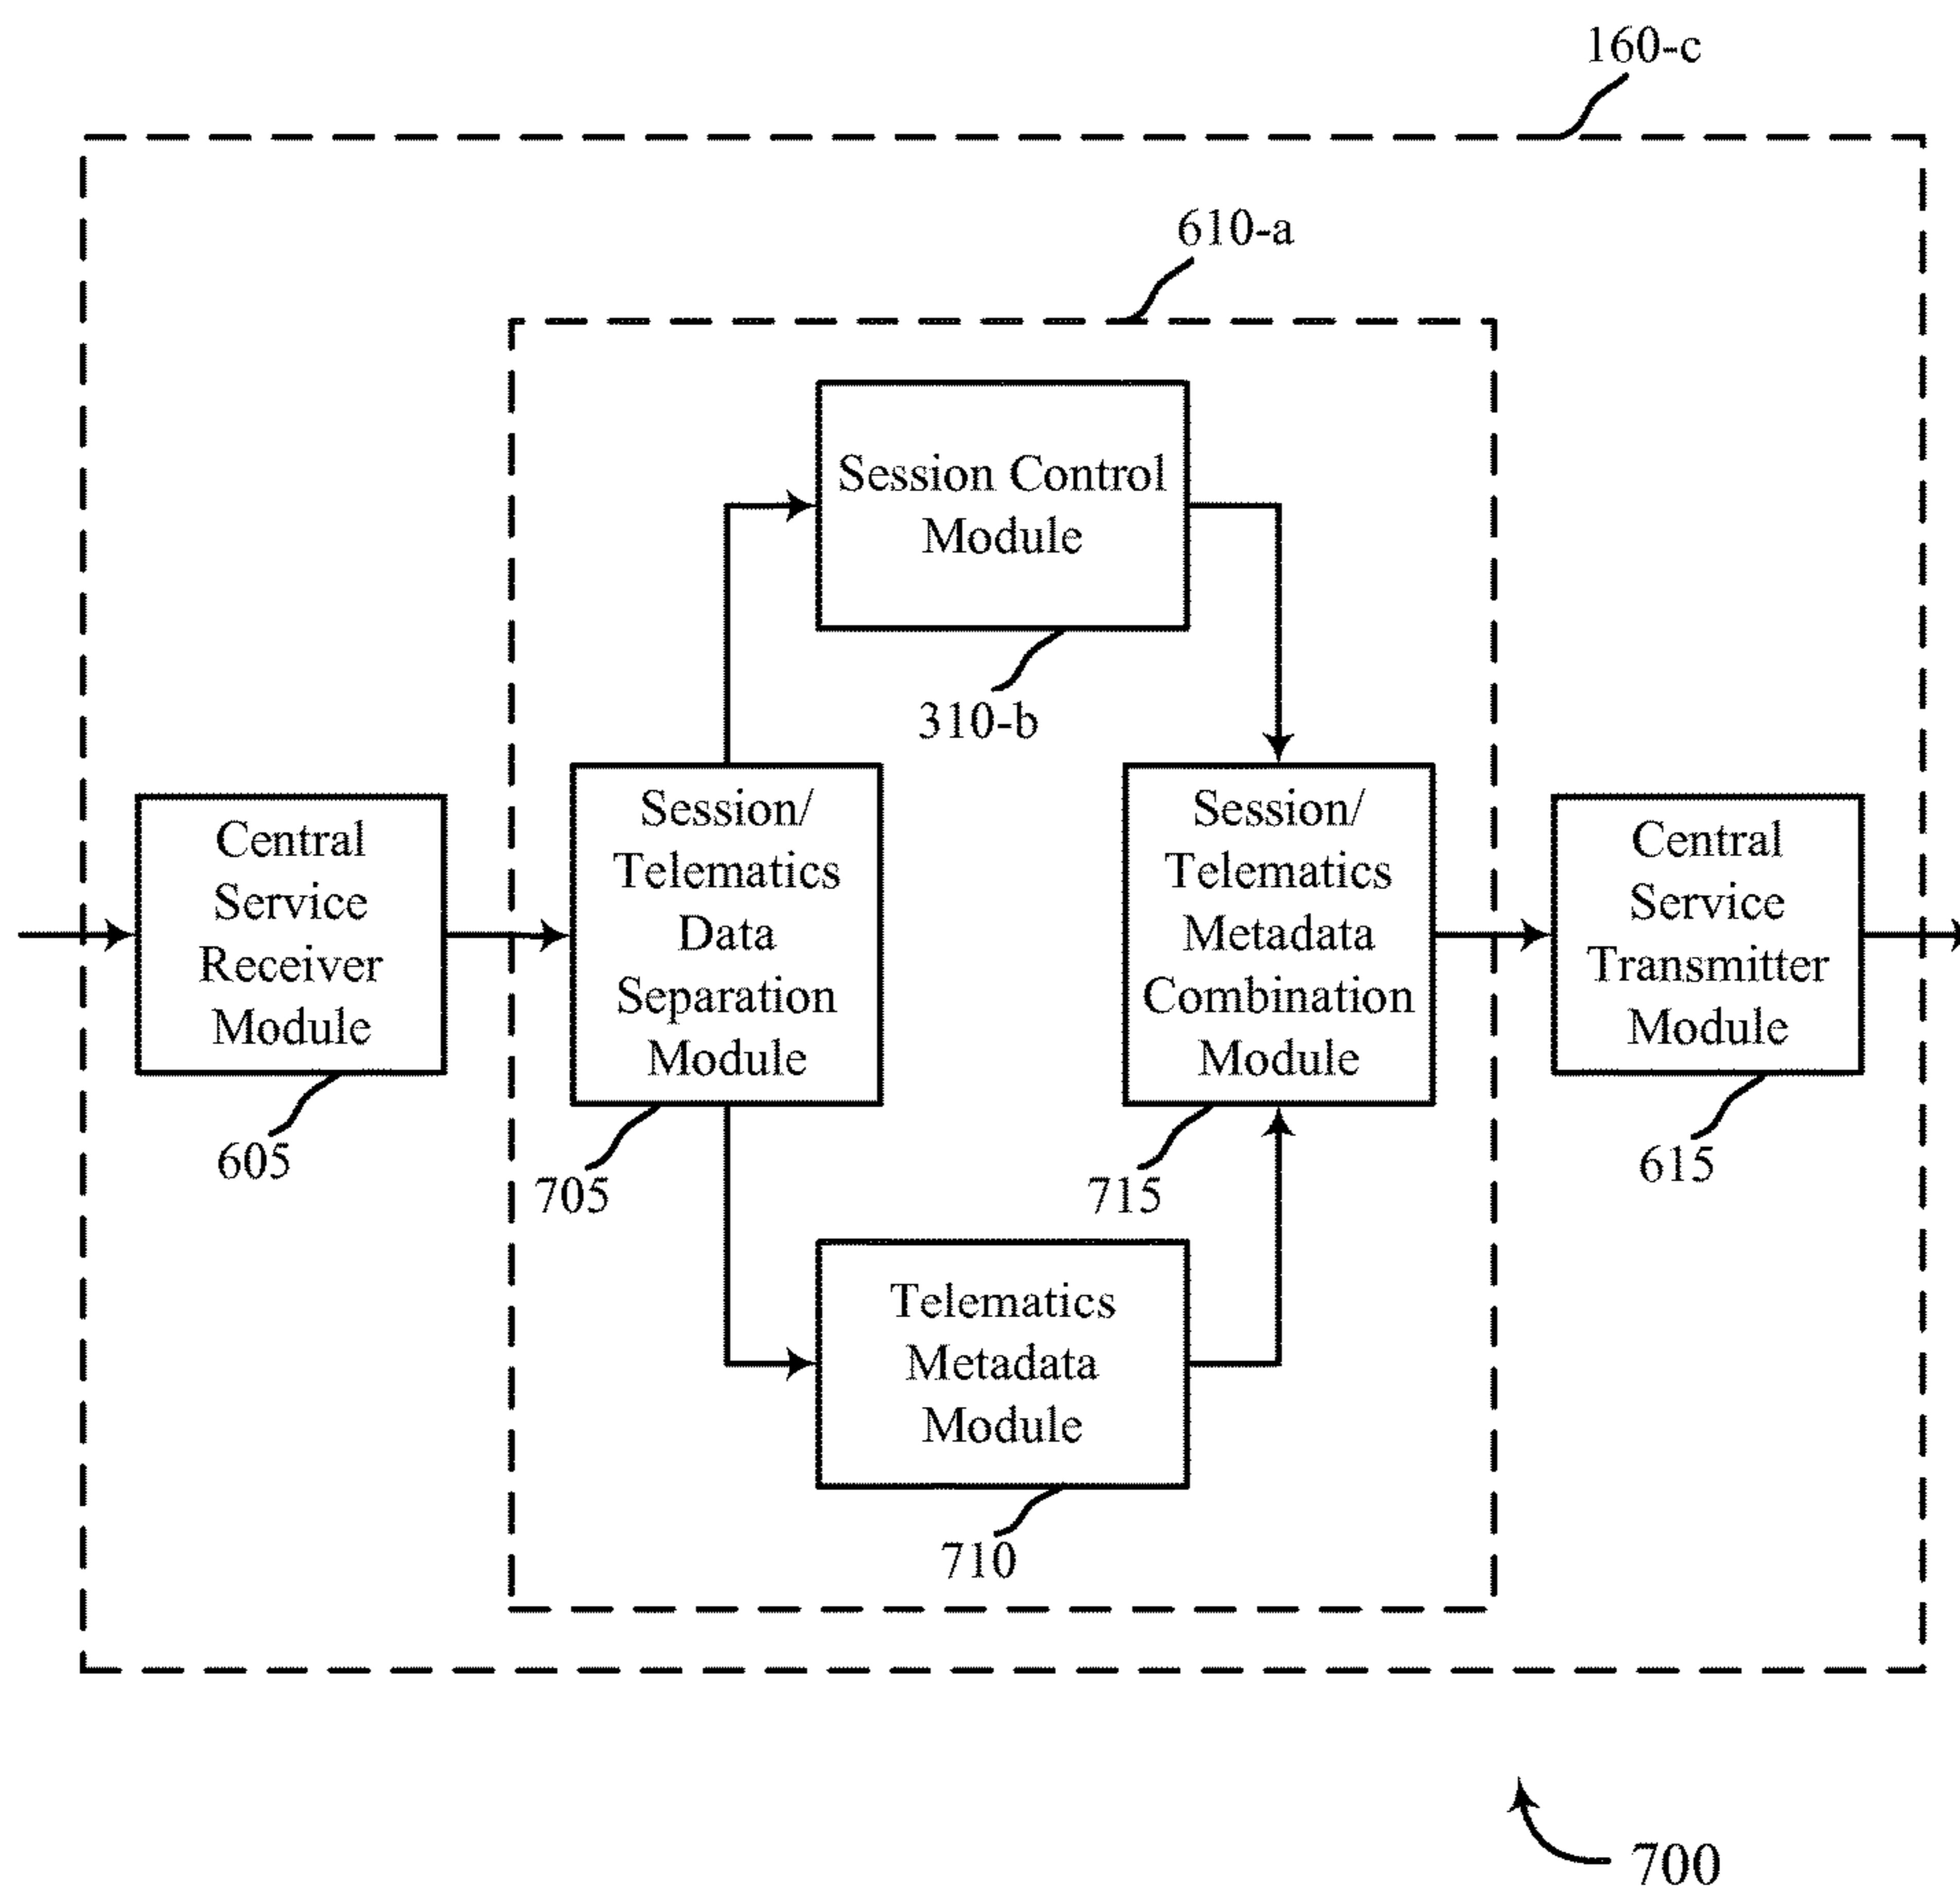 160-c
610-a
Session Control
Module
310-b
Central
Service
Receiver
Module
605
Session/
Telematics
Data
Separation
Module
705
Session/
Telematics
Metadata
Combination
Module
715
Central
Service
Transmitter
Module
615
Telematics
Metadata
Module
710
700